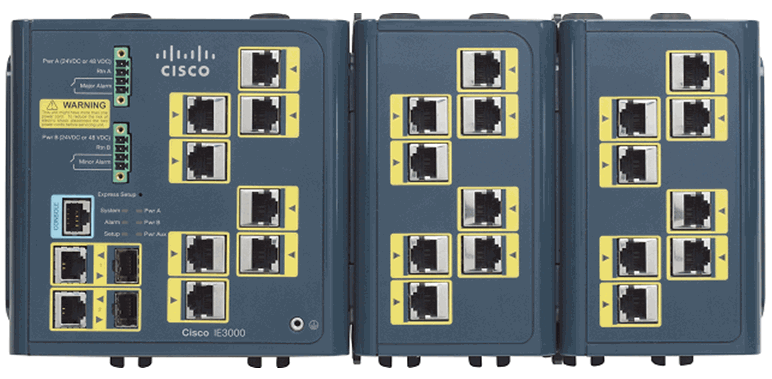 Pwr A (24VDC or 48 VDC)
Rtn A
Major Alarm
CISCO
WARNING
Pwr B (24VDC or 48 VDC)
Rtn B
Minor Alarm
Express Setup
CONSOLE
System
Pwr A
Alarm
Pwr B
Setup
Pwr Aux
Cisco IE3000